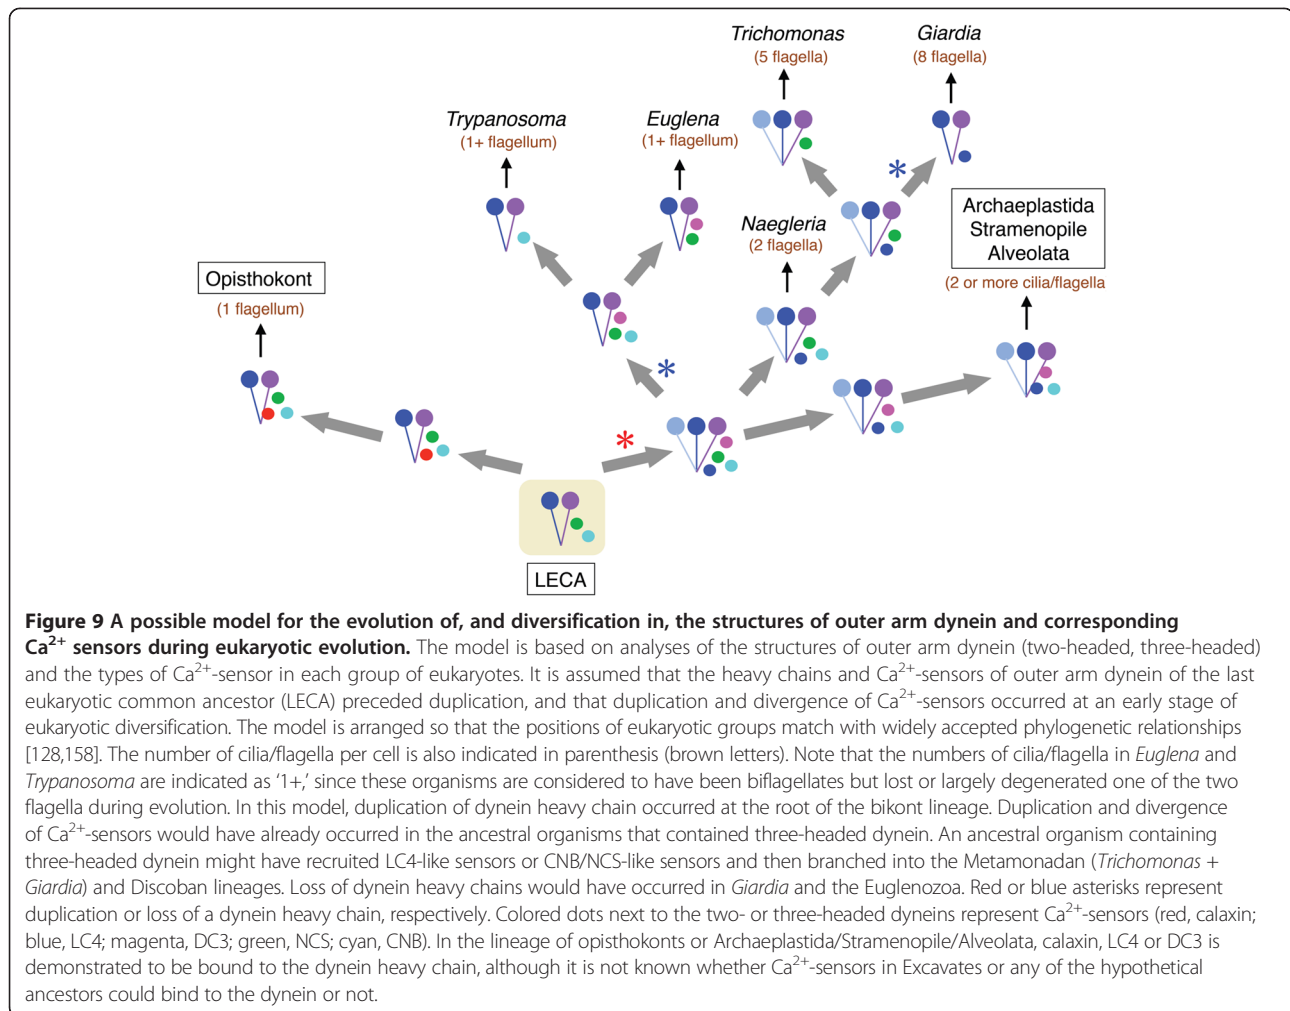 Trichomonas
(5 flagella)
Giardia
(8 flagella)
Trypanosoma
(1+ flagellum)
Euglena
(1+ flagellum)
*
Naegleria
(2 flagella)
Archaeplastida
Stramenopile
Alveolata
(2 or more cilia/flagella
Opisthokont
(1 flagellum)
*
*
LECA
Figure 9 A possible model for the evolution of, and diversification in, the structures of outer arm dynein and corresponding
Ca²⁺ sensors during eukaryotic evolution. The model is based on analyses of the structures of outer arm dynein (two-headed, three-headed)
and the types of Ca²⁺-sensor in each group of eukaryotes. It is assumed that the heavy chains and Ca²⁺-sensors of outer arm dynein of the last
eukaryotic common ancestor (LECA) preceded duplication, and that duplication and divergence of Ca²⁺-sensors occurred at an early stage of
eukaryotic diversification. The model is arranged so that the positions of eukaryotic groups match with widely accepted phylogenetic relationships
[128,158]. The number of cilia/flagella per cell is also indicated in parenthesis (brown letters). Note that the numbers of cilia/flagella in Euglena and
Trypanosoma are indicated as ‘1+,’ since these organisms are considered to have been biflagellates but lost or largely degenerated one of the two
flagella during evolution. In this model, duplication of dynein heavy chain occurred at the root of the bikont lineage. Duplication and divergence
of Ca²⁺-sensors would have already occurred in the ancestral organisms that contained three-headed dynein. An ancestral organism containing
three-headed dynein might have recruited LC4-like sensors or CNB/NCS-like sensors and then branched into the Metamonadan (Trichomonas +
Giardia) and Discoban lineages. Loss of dynein heavy chains would have occurred in Giardia and the Euglenozoa. Red or blue asterisks represent
duplication or loss of a dynein heavy chain, respectively. Colored dots next to the two- or three-headed dyneins represent Ca²⁺-sensors (red, calaxin;
blue, LC4; magenta, DC3; green, NCS; cyan, CNB). In the lineage of opisthokonts or Archaeplastida/Stramenopile/Alveolata, calaxin, LC4 or DC3 is
demonstrated to be bound to the dynein heavy chain, although it is not known whether Ca²⁺-sensors in Excavates or any of the hypothetical
ancestors could bind to the dynein or not.